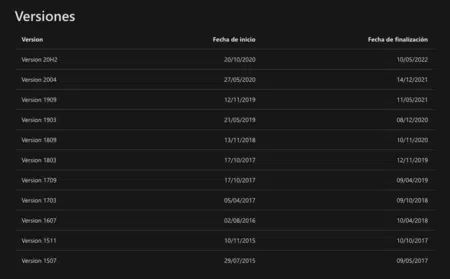 Versiones
Version Fecha de inicio Fecha de finalización
Version 20H2 20/10/2020 10/05/2022
Version 2004 27/05/2020 14/12/2021
Version 1909 12/11/2019 11/05/2021
Version 1903 21/05/2019 08/12/2020
Version 1809 13/11/2018 10/11/2020
Version 1803 17/10/2017 12/11/2019
Version 1709 17/10/2017 09/04/2019
Version 1703 05/04/2017 09/10/2018
Version 1607 02/08/2016 10/04/2018
Version 1511 10/11/2015 10/10/2017
Version 1507 29/07/2015 09/05/2017